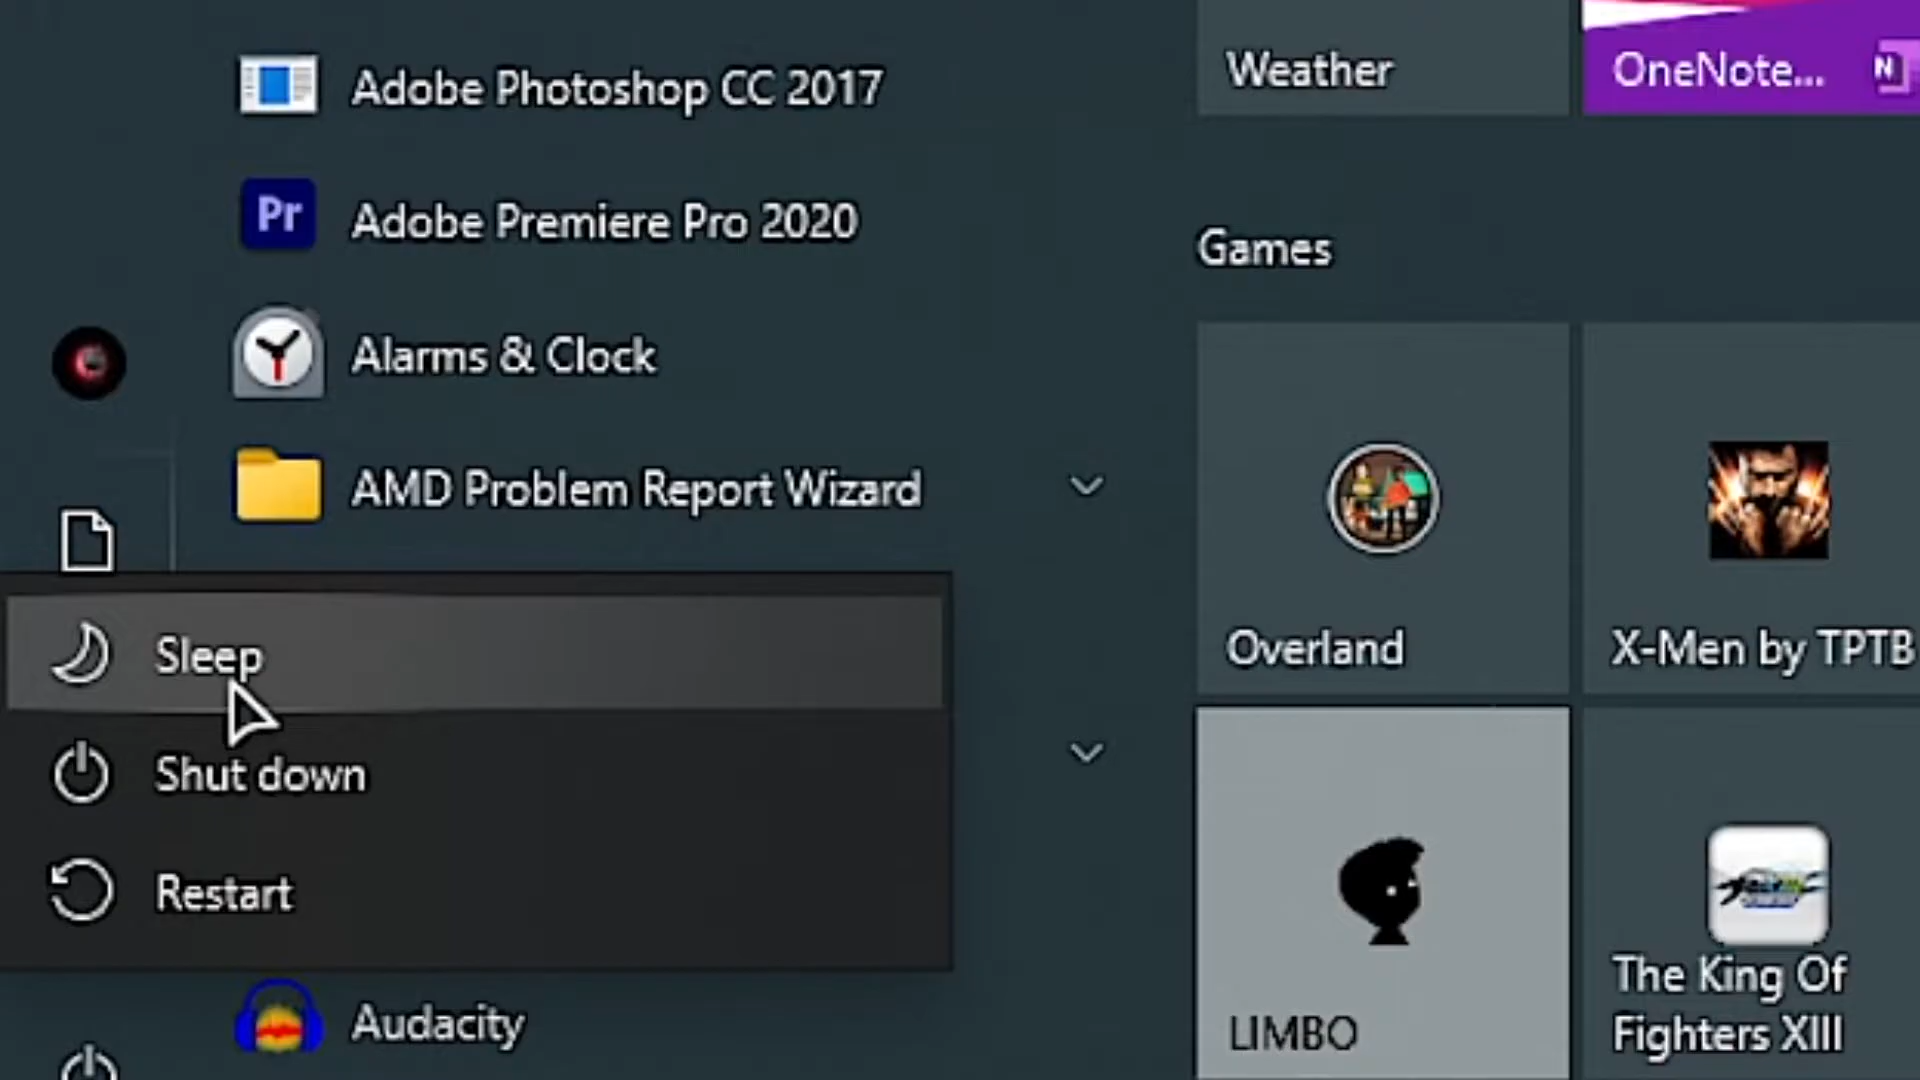 Adobe Photoshop CC 2017
Pr
Adobe Premiere Pro 2020
Alarms & Clock
AMD Problem Report Wizard
Sleep
Shut down
Restart
Audacity
Weather
OneNote...
N
Games
Overland
X-Men by TPTB
LIMBO
The King Of
Fighters XIII